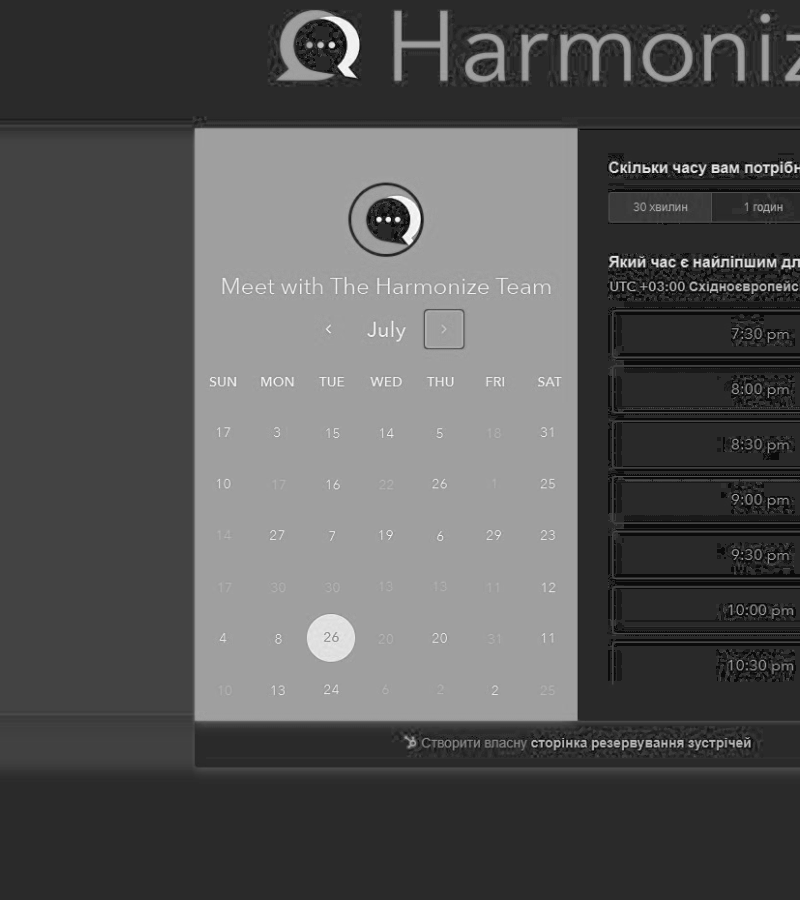 Harmoniz
Meet with The Harmonize Team
July
SUN MON TUE WED THU FRI SAT
17 3 15 14 5 18 31
10 17 16 22 26 1 25
14 27 7 19 6 29 23
17 30 30 13 13 11 12
4 8 26 20 20 31 11
10 13 24 6 2 2 25
Скільки часу вам потрібн
30 хвилин 1 годин
Який час є найліпшим дл
UTC +03:00 Східноєвропейс
7:30 pm
8:00 pm
8:30 pm
9:00 pm
9:30 pm
10:00 pm
10:30 pm
Створити власну сторінка резервування зустрічей